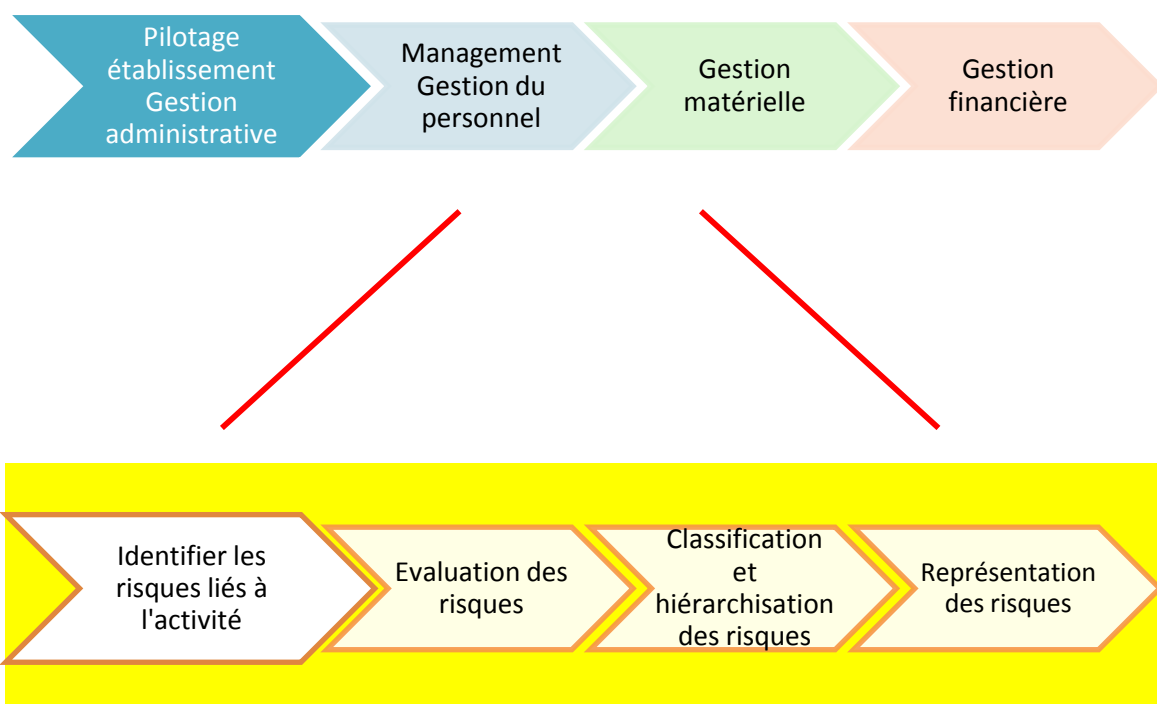 Pilotage
établissement
Gestion
administrative
Management
Gestion du
personnel
Gestion
matérielle
Gestion
financière
Identifier les
risques liés à
l'activité
Evaluation des
risques
Classification
et
hiérarchisation
des risques
Représentation
des risques